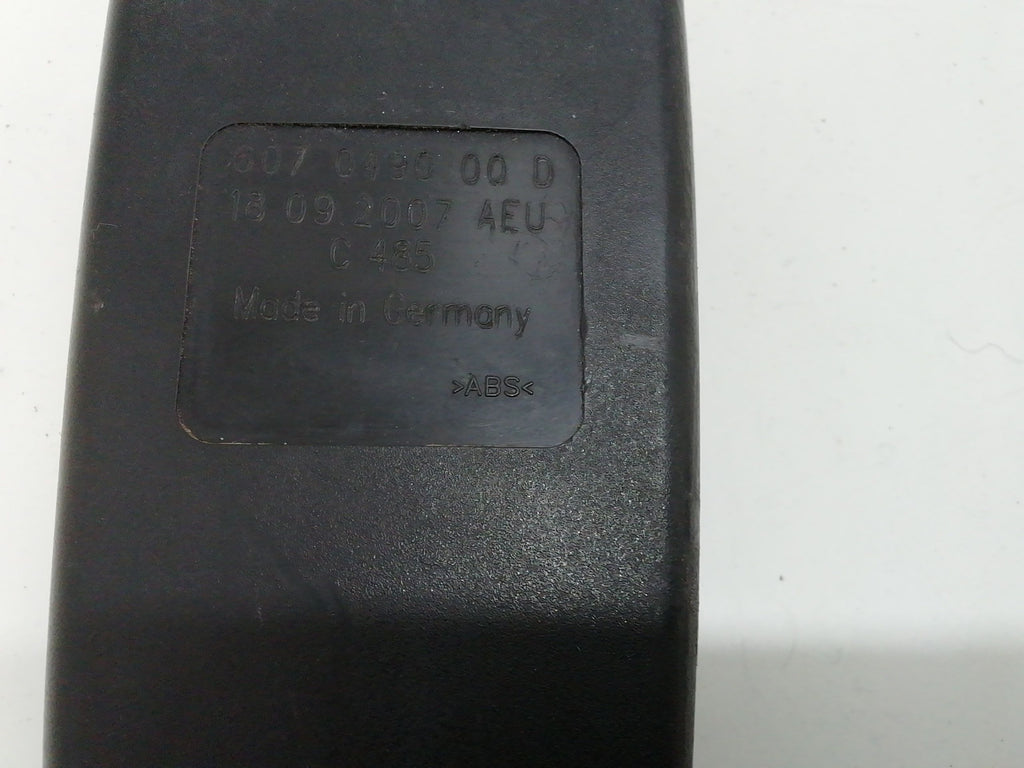 607 0490 00 D
18 09 2007 AEU
C 485
Made in Germany
>ABS<